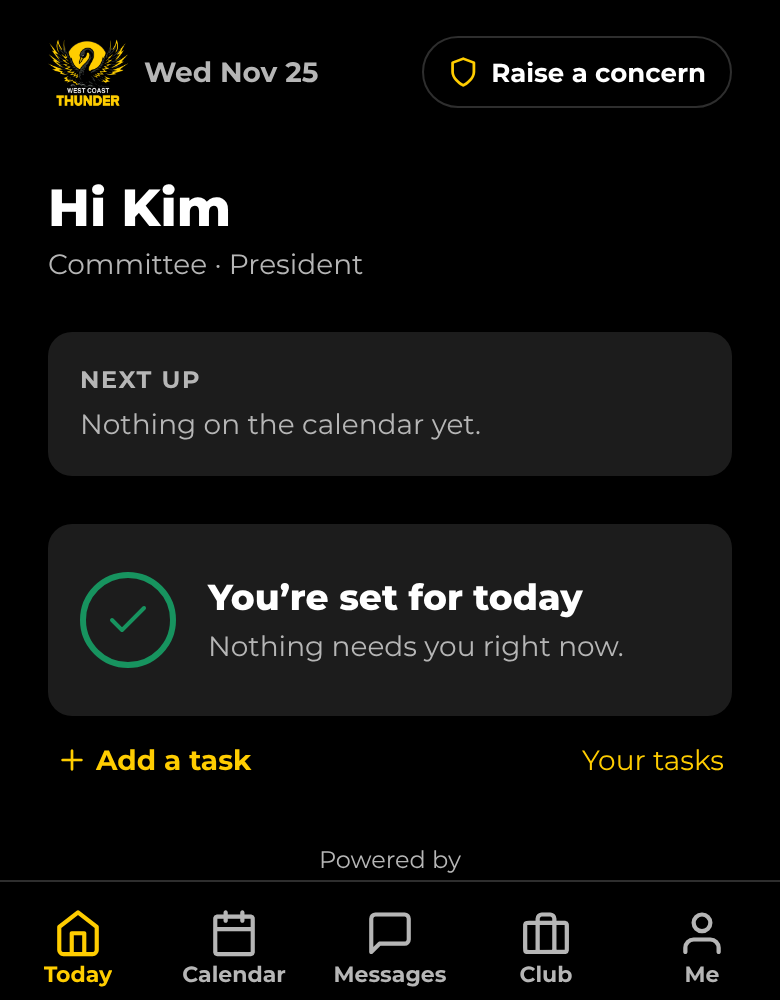 WEST COAST
THUNDER
Wed Nov 25
Raise a concern
Hi Kim
Committee · President
NEXT UP
Nothing on the calendar yet.
You’re set for today
Nothing needs you right now.
+ Add a task
Your tasks
Powered by
Today
Calendar
Messages
Club
Me